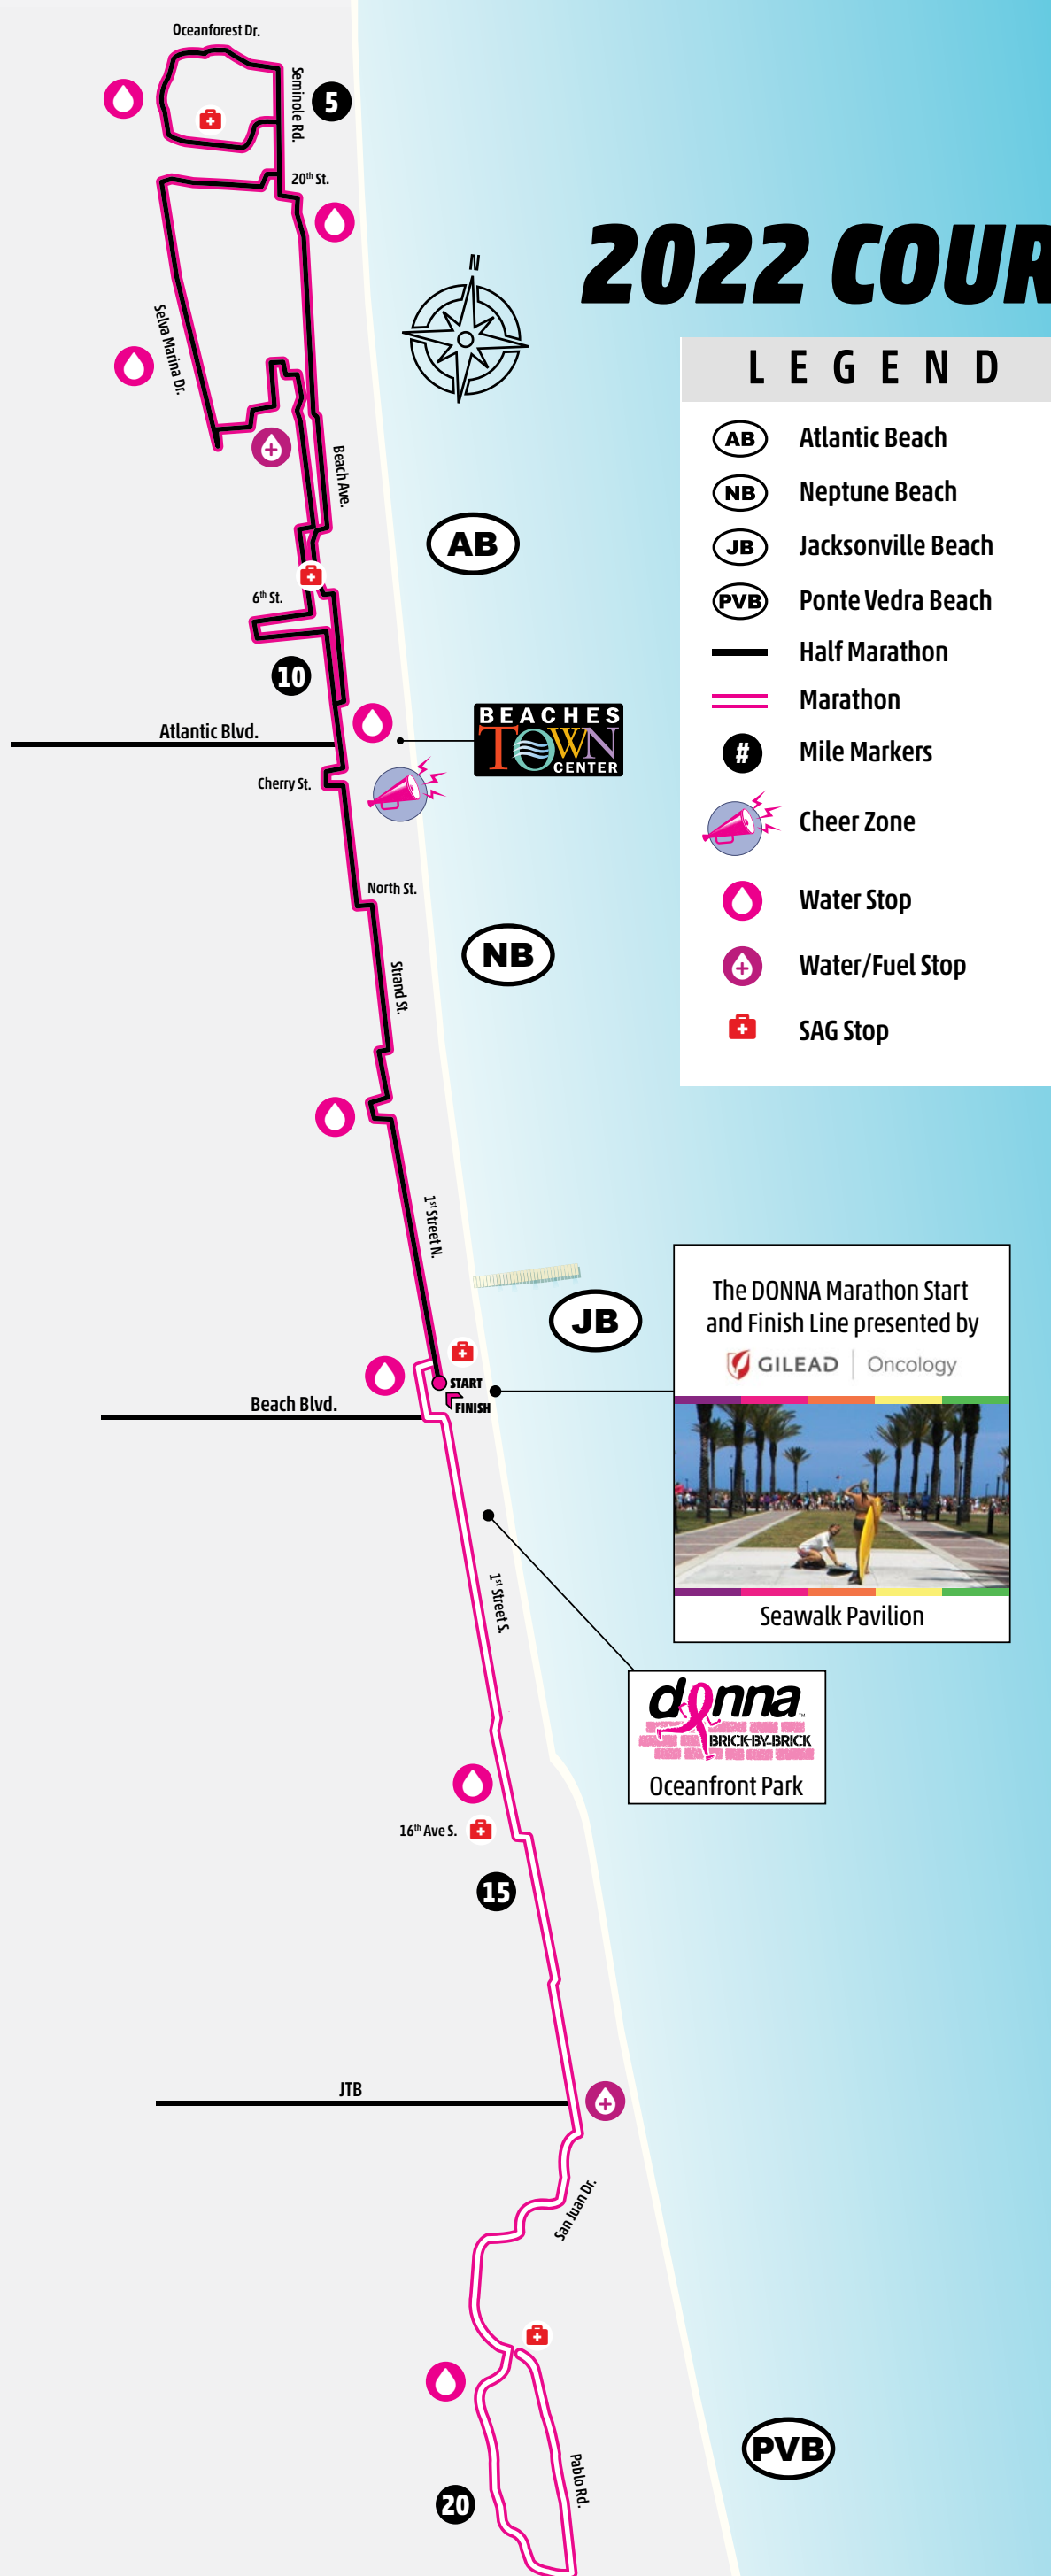 Oceanforest Dr.
Seminole Rd.
5
20th St.
N
2022 COUR
LEGEND
AB Atlantic Beach
NB Neptune Beach
JB Jacksonville Beach
PVB Ponte Vedra Beach
Half Marathon
Marathon
# Mile Markers
Cheer Zone
Water Stop
Water/Fuel Stop
SAG Stop
Selva Marina Dr.
Beach Ave.
AB
6th St.
10
Atlantic Blvd.
BEACHES
TOWN
CENTER
Cherry St.
North St.
NB
Strand St.
1st Street N.
JB
The DONNA Marathon Start
and Finish Line presented by
GILEAD | Oncology
Seawalk Pavilion
START
FINISH
Beach Blvd.
1st Street S.
donna™
BRICK-BY-BRICK
Oceanfront Park
16th Ave S.
15
JTB
San Juan Dr.
PVB
Pablo Rd.
20